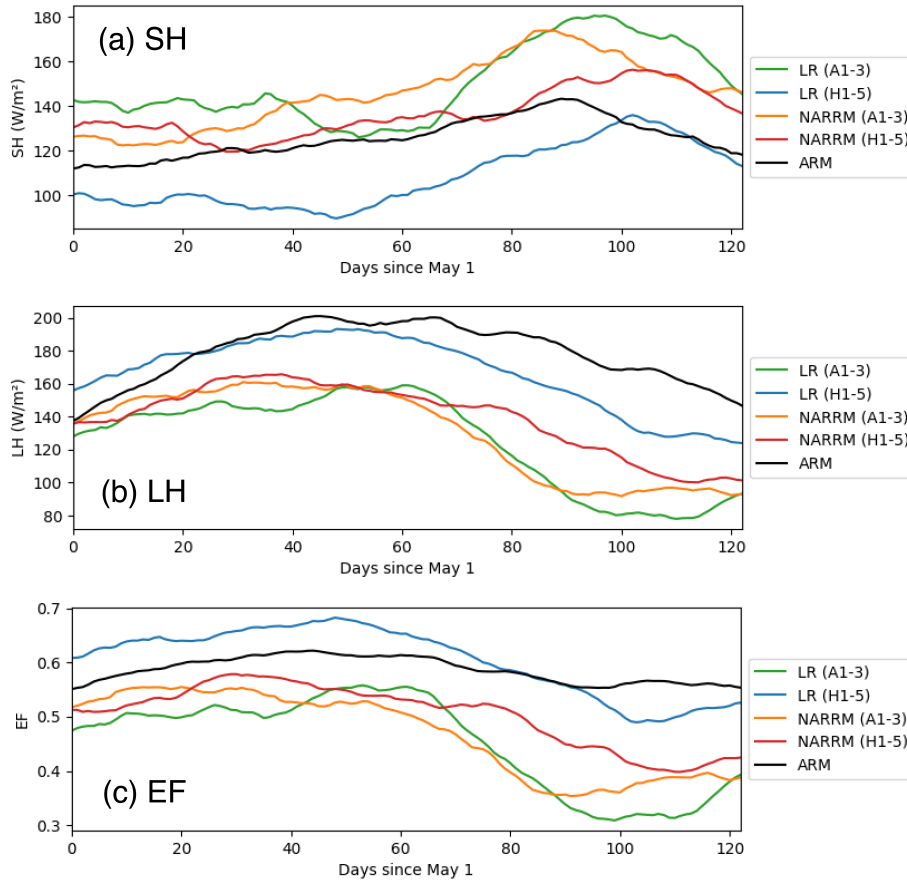 (a) SH
SH (W/m²)
180
160
140
120
100
0 20 40 60 80 100 120
Days since May 1
LR (A1-3)
LR (H1-5)
NARRM (A1-3)
NARRM (H1-5)
ARM
(b) LH
LH (W/m²)
200
180
160
140
120
100
80
0 20 40 60 80 100 120
Days since May 1
LR (A1-3)
LR (H1-5)
NARRM (A1-3)
NARRM (H1-5)
ARM
(c) EF
EF
0.7
0.6
0.5
0.4
0.3
0 20 40 60 80 100 120
Days since May 1
LR (A1-3)
LR (H1-5)
NARRM (A1-3)
NARRM (H1-5)
ARM